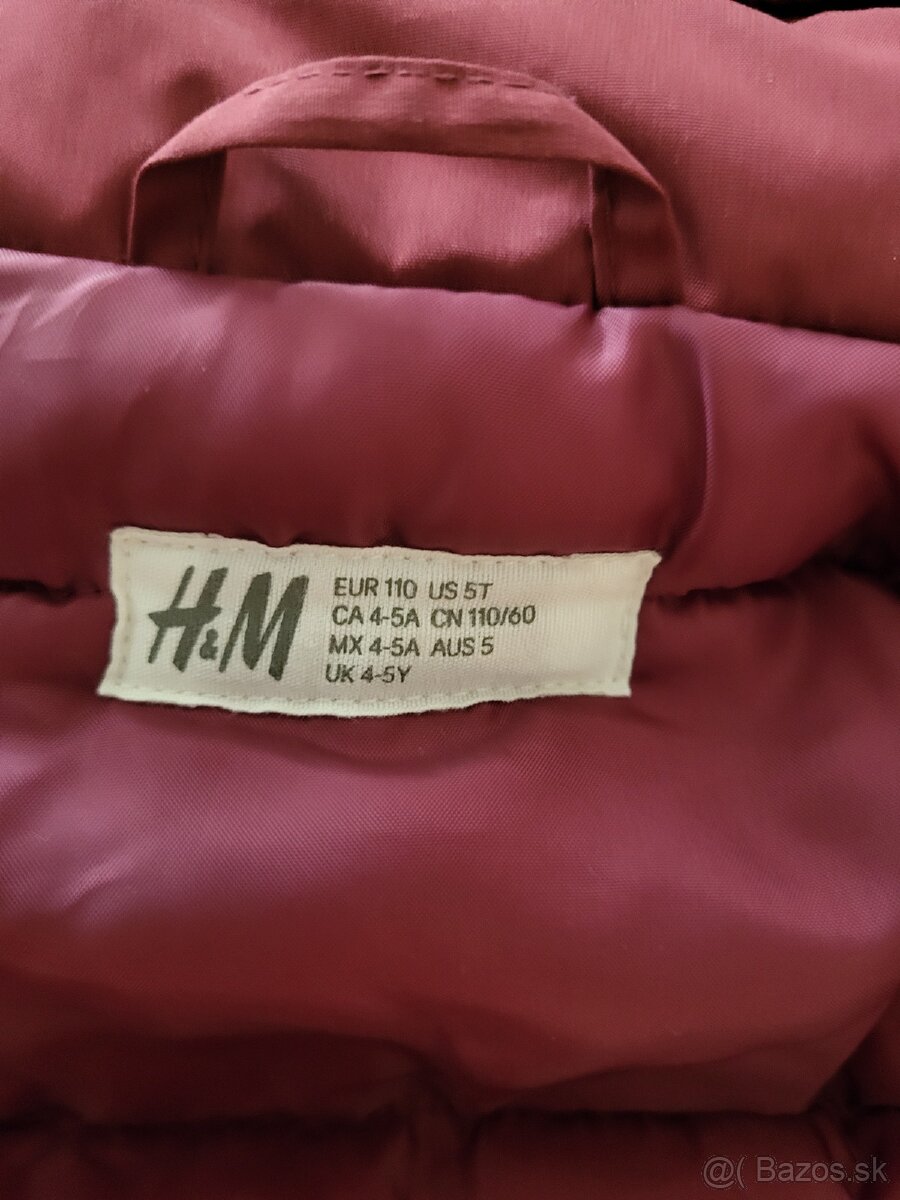 H&M
EUR 110 US 5T
CA 4-5A CN 110/60
MX 4-5A AUS 5
UK 4-5Y
@( Bazos.sk